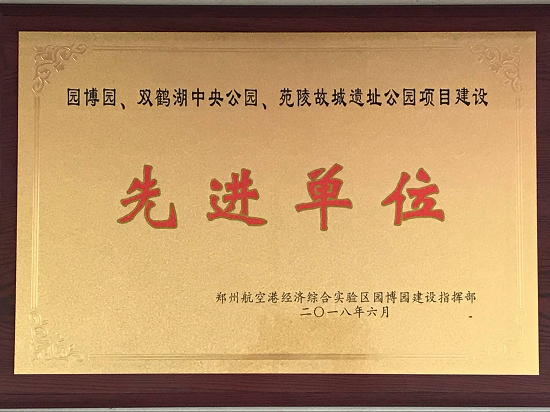 园博园、双鹤湖中央公园、苑陵故城遗址公园项目建设
先进单位
郑州航空港经济综合实验区园博园建设指挥部
二〇一八年六月